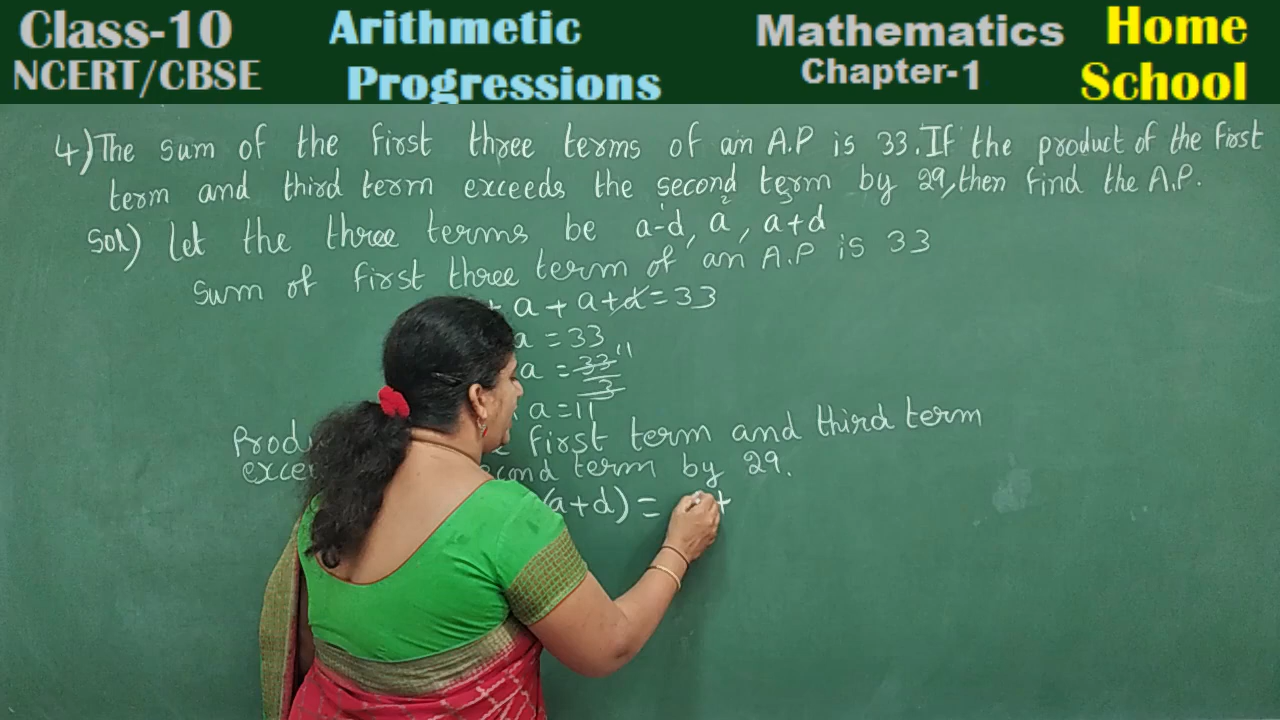 Class-10
NCERT/CBSE
Arithmetic
Progressions
Mathematics
Chapter-1
Home
School
4) The sum of the first three terms of an A.P is 33. If the product of the first
term and third term exceeds the second term by 29, then find the A.P.
Sol) Let the three terms be a-d, a, a+d
Sum of first three term of an A.P is 33
+ a + a+d = 33
a = 33
a = 33/3 11
a = 11
first term and third term
term by 29.
(a+d) = +